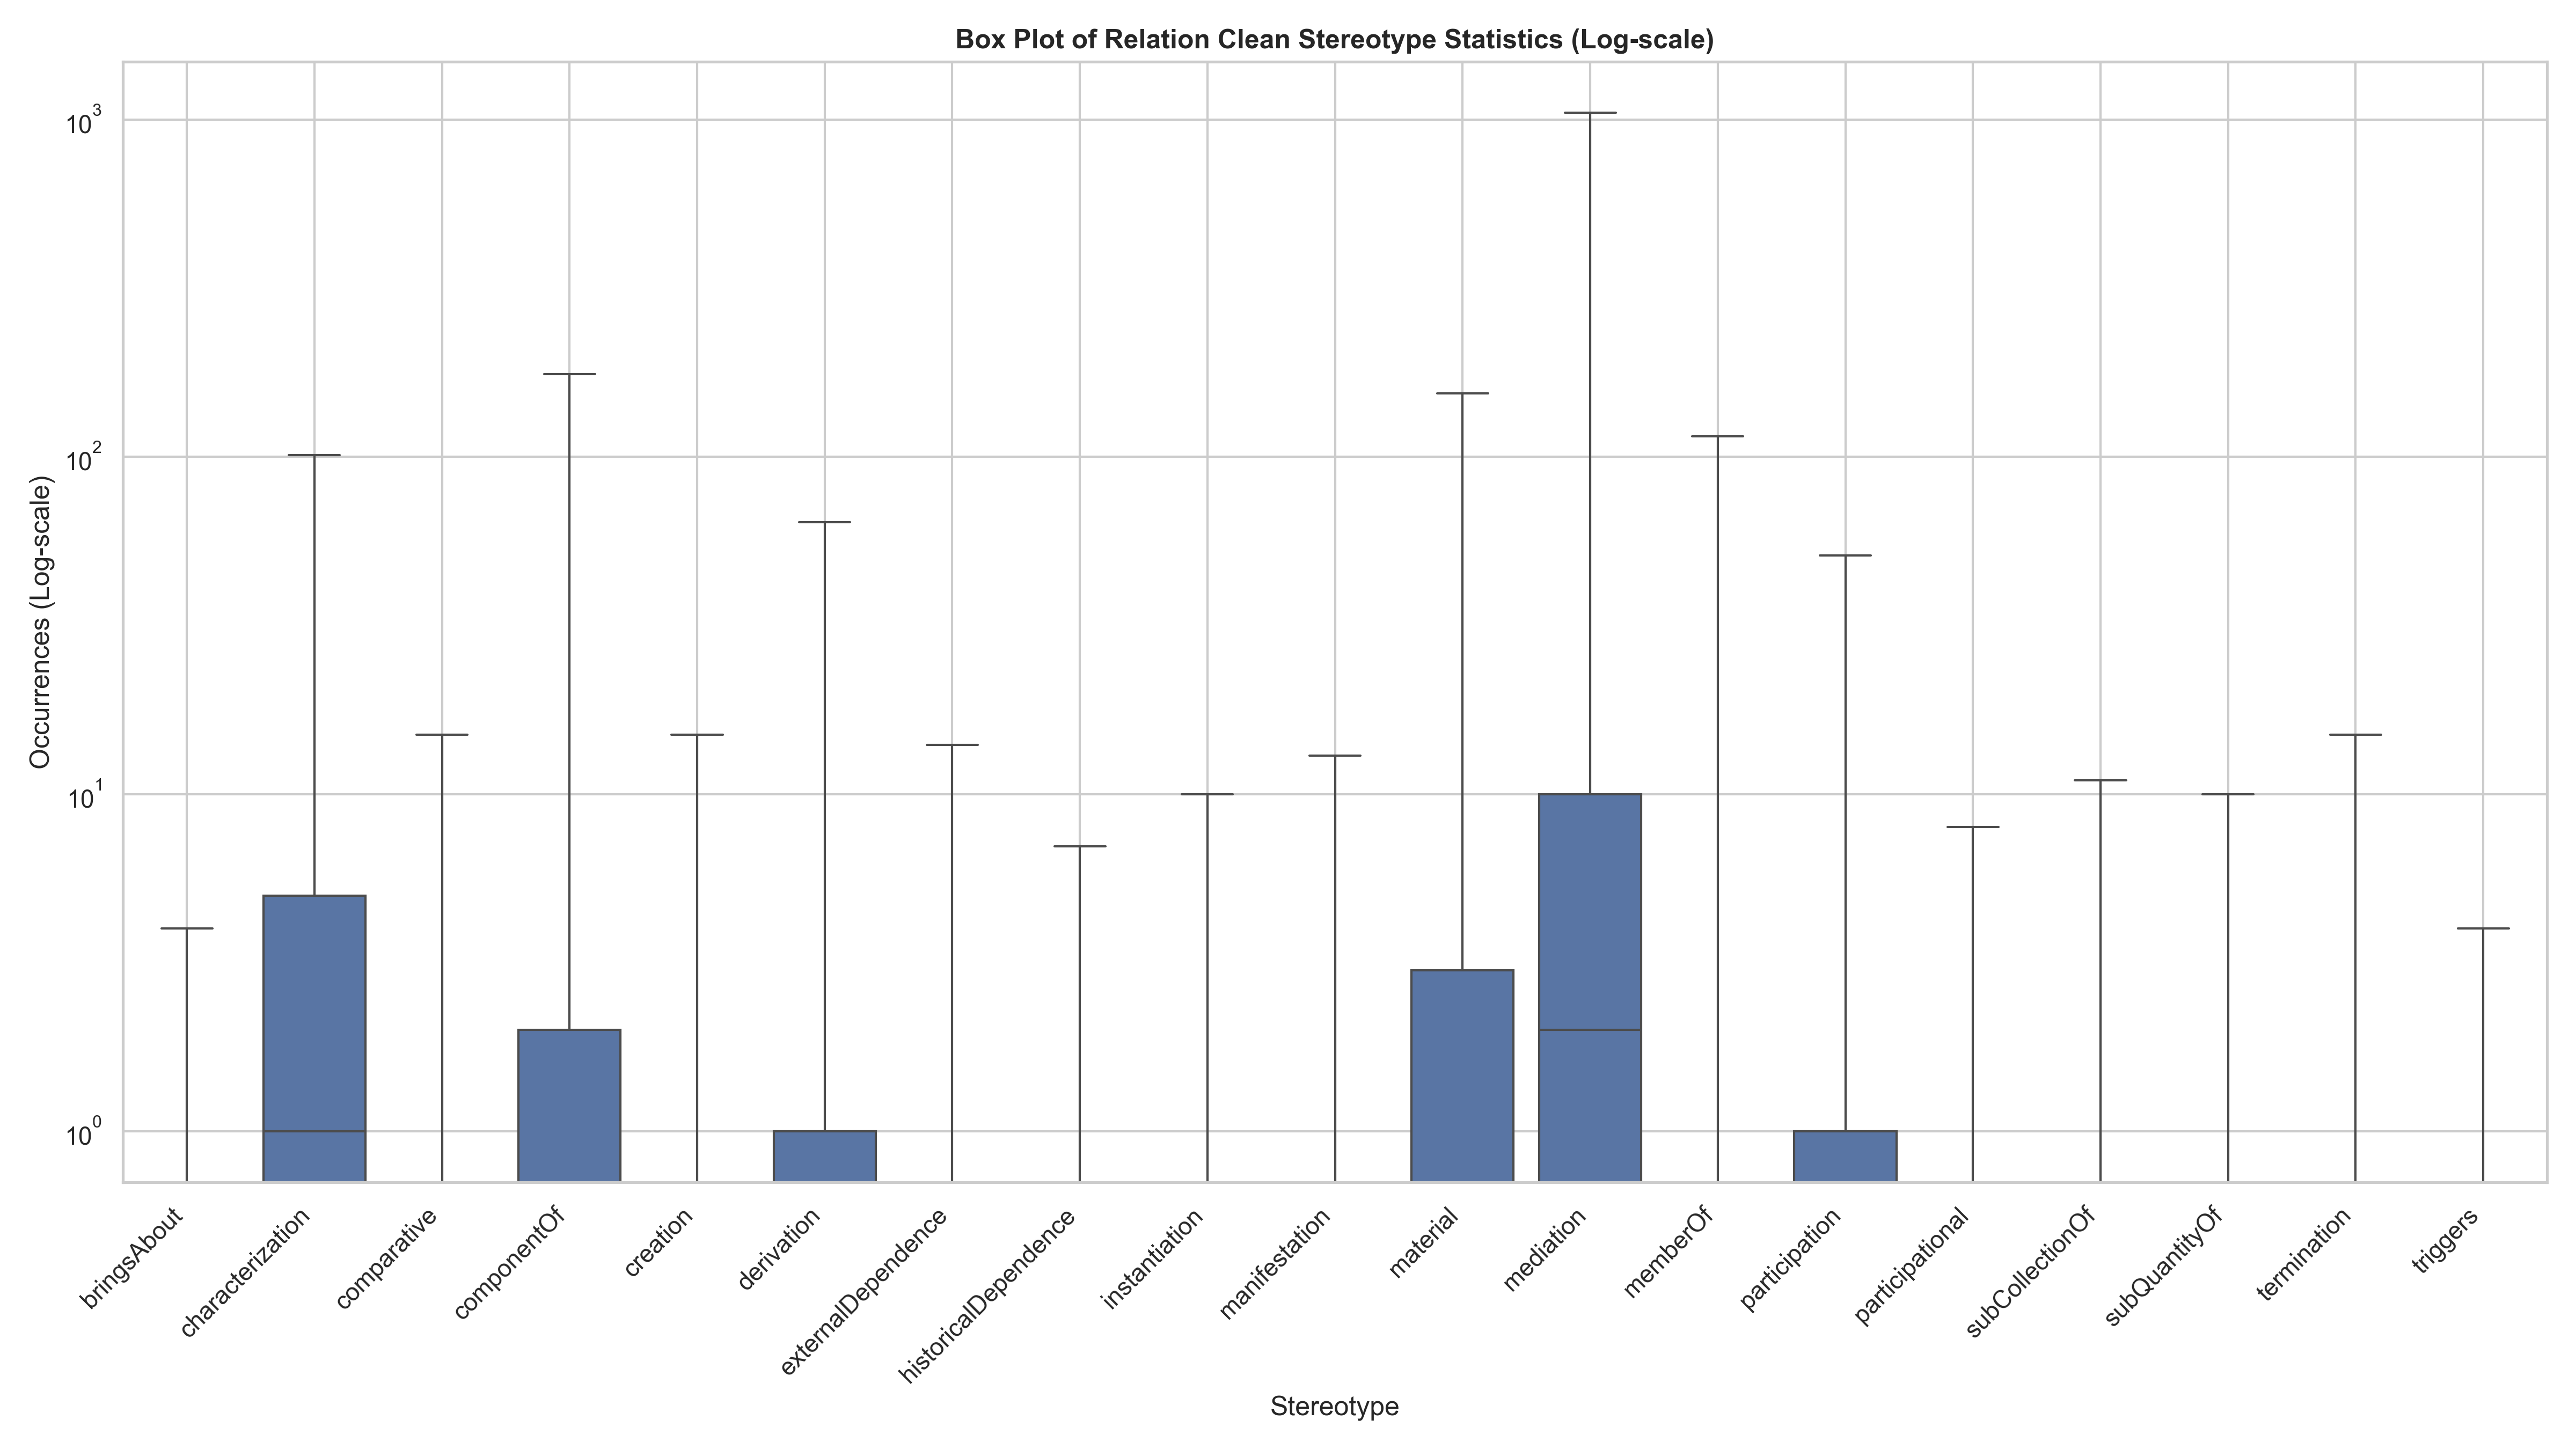 Box Plot of Relation Clean Stereotype Statistics (Log-scale)
Occurrences (Log-scale)
10³
10²
10¹
10⁰
bringsAbout
characterization
comparative
componentOf
creation
derivation
externalDependence
historicalDependence
instantiation
manifestation
material
mediation
memberOf
participation
participational
subCollectionOf
subQuantityOf
termination
triggers
Stereotype